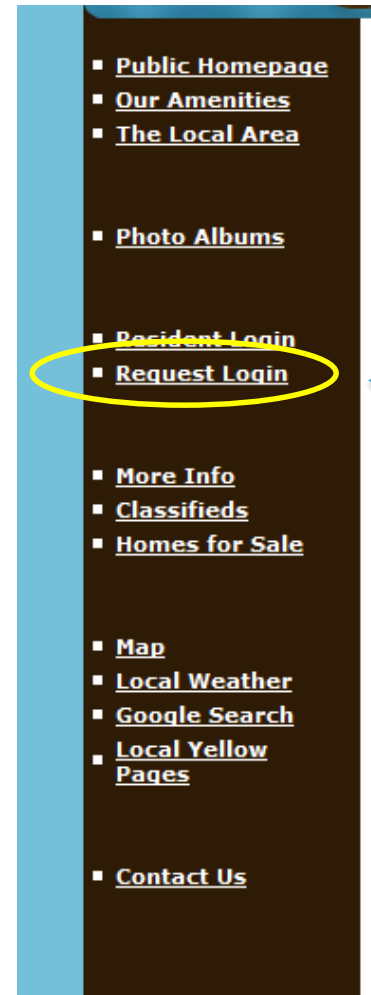 Public Homepage
Our Amenities
The Local Area
Photo Albums
Resident Login
Request Login
More Info
Classifieds
Homes for Sale
Map
Local Weather
Google Search
Local Yellow
Pages
Contact Us